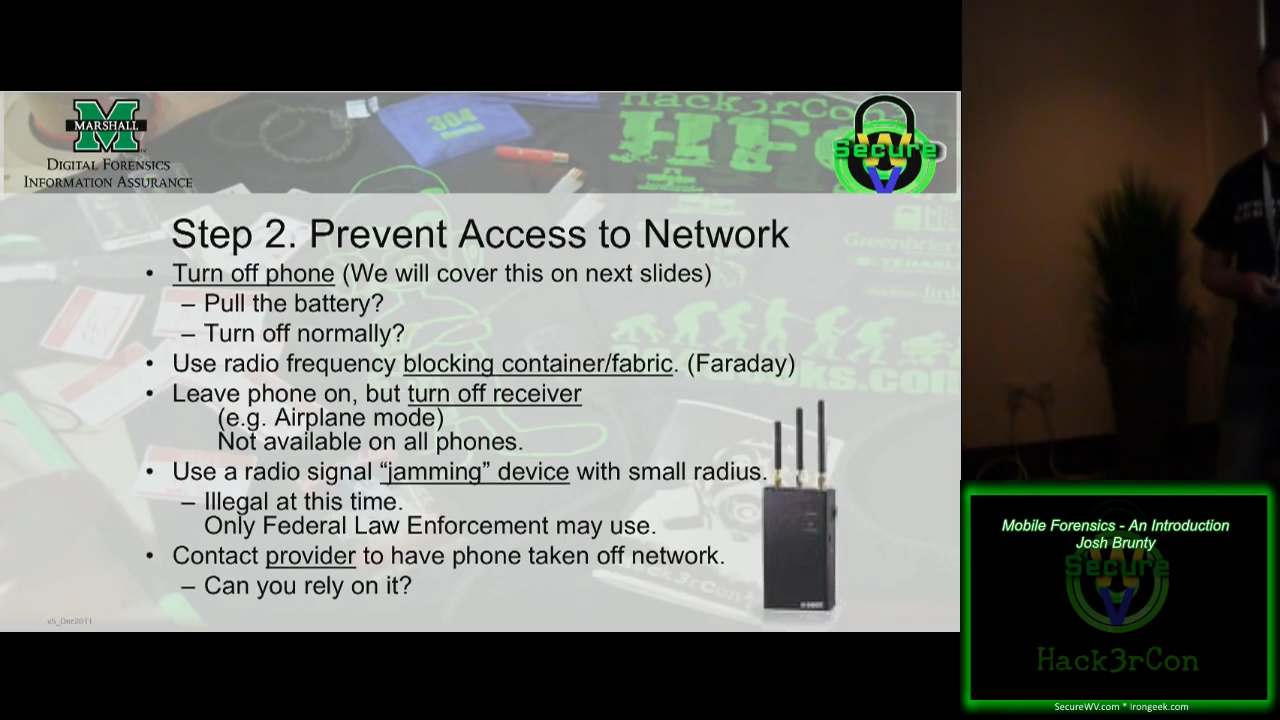 MARSHALL
DIGITAL FORENSICS
INFORMATION ASSURANCE
304
Hack3rCon
Secure
W
V
Step 2. Prevent Access to Network
• Turn off phone (We will cover this on next slides)
– Pull the battery?
– Turn off normally?
• Use radio frequency blocking container/fabric. (Faraday)
• Leave phone on, but turn off receiver
(e.g. Airplane mode)
Not available on all phones.
• Use a radio signal “jamming” device with small radius.
– Illegal at this time.
Only Federal Law Enforcement may use.
• Contact provider to have phone taken off network.
– Can you rely on it?
v5_Dec2011
Mobile Forensics - An Introduction
Josh Brunty
Secure
W
V
Hack3rCon
SecureWV.com * Irongeek.com